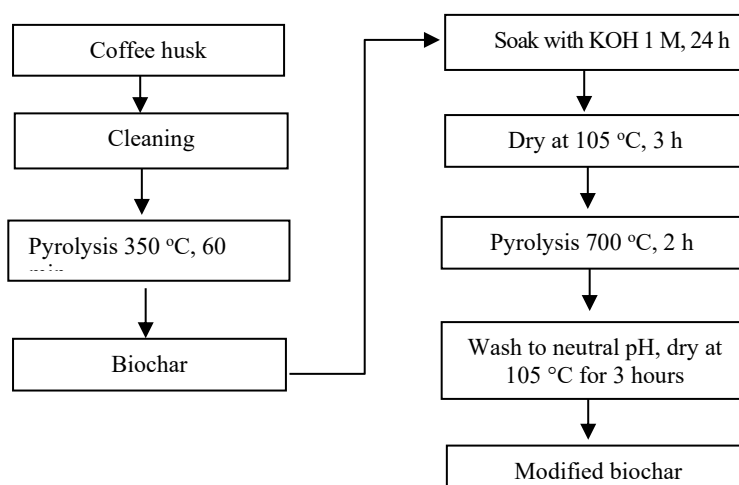 Coffee husk
Cleaning
Pyrolysis 350 °C, 60
Biochar
Soak with KOH 1 M, 24 h
Dry at 105 °C, 3 h
Pyrolysis 700 °C, 2 h
Wash to neutral pH, dry at
105 °C for 3 hours
Modified biochar